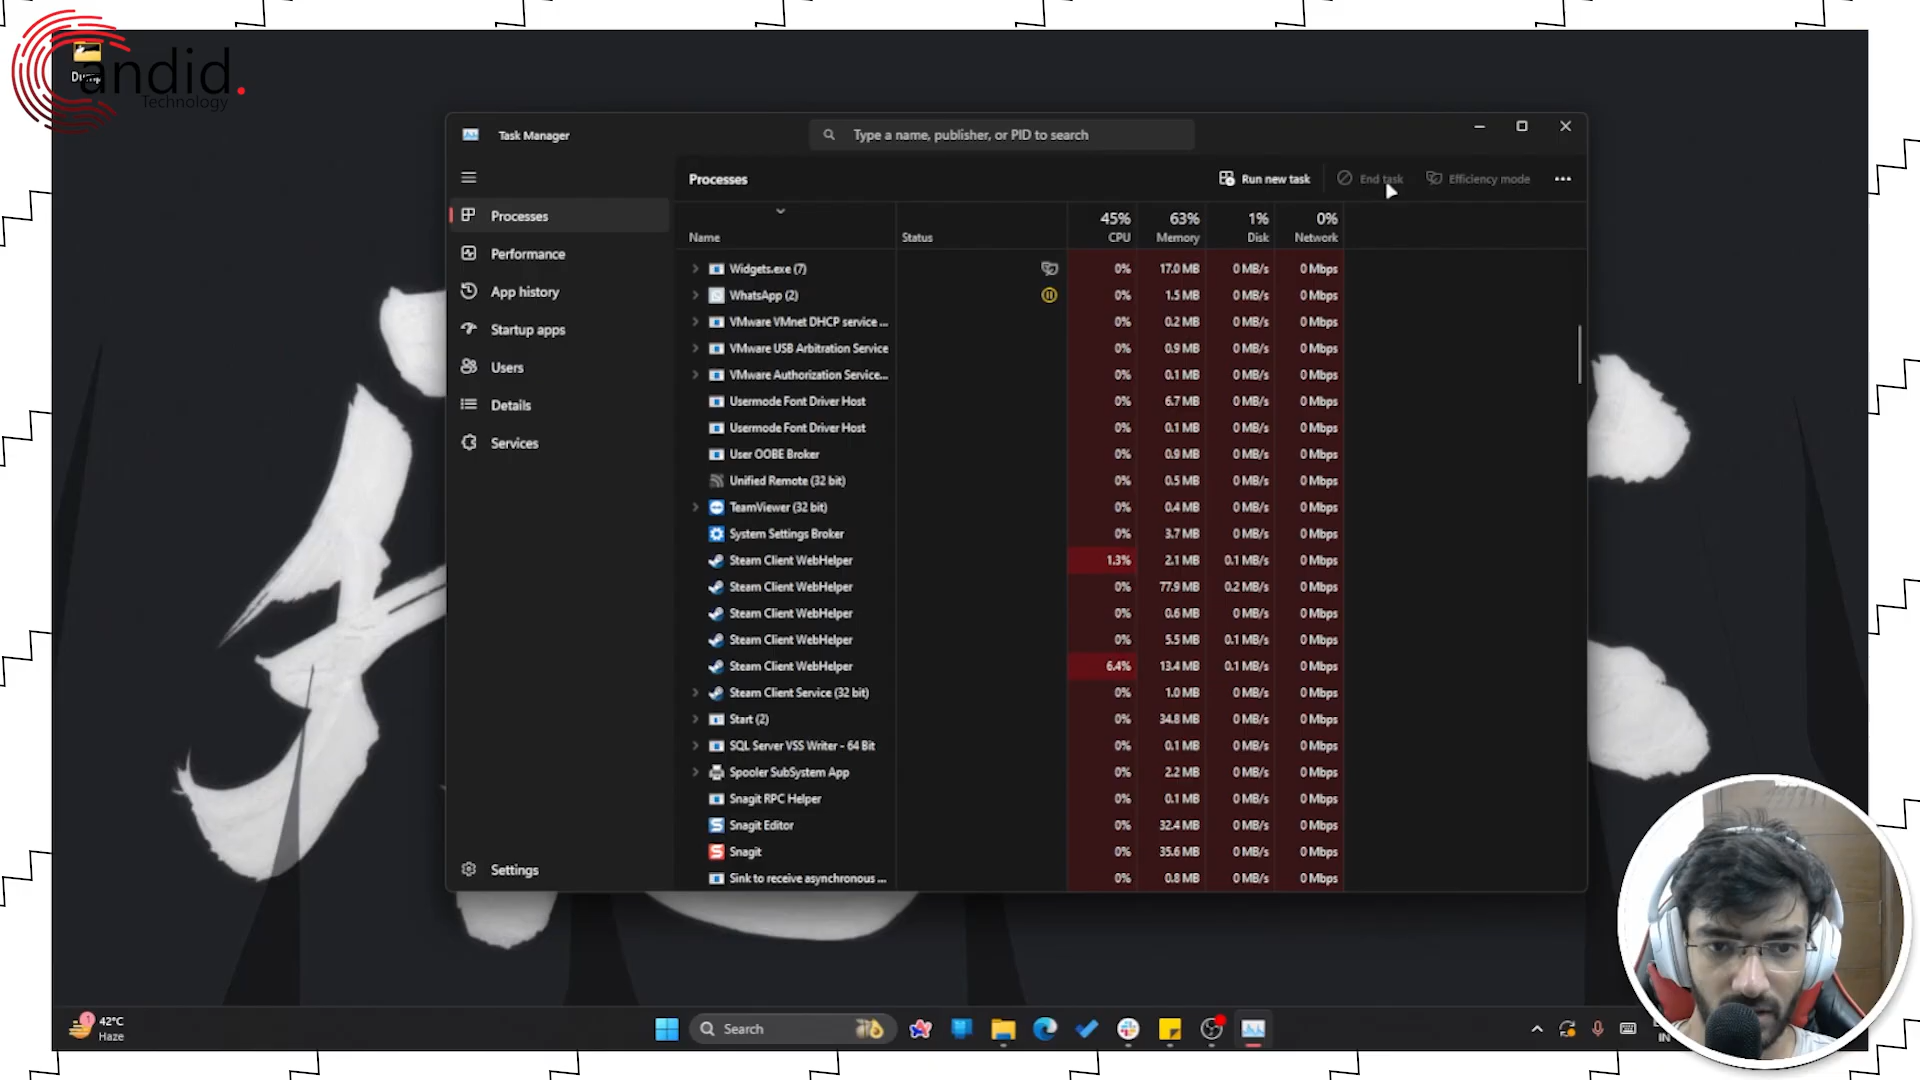 Dump
andid.
Technology
Task Manager
Type a name, publisher, or PID to search
Processes
Run new task
End task
Efficiency mode
Processes
Performance
App history
Startup apps
Users
Details
Services
Settings
45% 63% 1% 0%
Name Status CPU Memory Disk Network
Widgets.exe (7) 0% 17.0 MB 0 MB/s 0 Mbps
WhatsApp (2) 0% 1.5 MB 0 MB/s 0 Mbps
VMware VMnet DHCP service ... 0% 0.2 MB 0 MB/s 0 Mbps
VMware USB Arbitration Service 0% 0.9 MB 0 MB/s 0 Mbps
VMware Authorization Service... 0% 0.1 MB 0 MB/s 0 Mbps
Usermode Font Driver Host 0% 6.7 MB 0 MB/s 0 Mbps
Usermode Font Driver Host 0% 0.1 MB 0 MB/s 0 Mbps
User OOBE Broker 0% 0.9 MB 0 MB/s 0 Mbps
Unified Remote (32 bit) 0% 0.5 MB 0 MB/s 0 Mbps
TeamViewer (32 bit) 0% 0.4 MB 0 MB/s 0 Mbps
System Settings Broker 0% 3.7 MB 0 MB/s 0 Mbps
Steam Client WebHelper 1.3% 2.1 MB 0.1 MB/s 0 Mbps
Steam Client WebHelper 0% 77.9 MB 0.2 MB/s 0 Mbps
Steam Client WebHelper 0% 0.6 MB 0 MB/s 0 Mbps
Steam Client WebHelper 0% 5.5 MB 0.1 MB/s 0 Mbps
Steam Client WebHelper 6.4% 13.4 MB 0.1 MB/s 0 Mbps
Steam Client Service (32 bit) 0% 1.0 MB 0 MB/s 0 Mbps
Start (2) 0% 34.8 MB 0 MB/s 0 Mbps
SQL Server VSS Writer - 64 Bit 0% 0.1 MB 0 MB/s 0 Mbps
Spooler SubSystem App 0% 2.2 MB 0 MB/s 0 Mbps
Snagit RPC Helper 0% 0.1 MB 0 MB/s 0 Mbps
Snagit Editor 0% 32.4 MB 0 MB/s 0 Mbps
Snagit 0% 35.6 MB 0 MB/s 0 Mbps
Sink to receive asynchronous ... 0% 0.8 MB 0 MB/s 0 Mbps
1
42°C
Haze
Search
IN